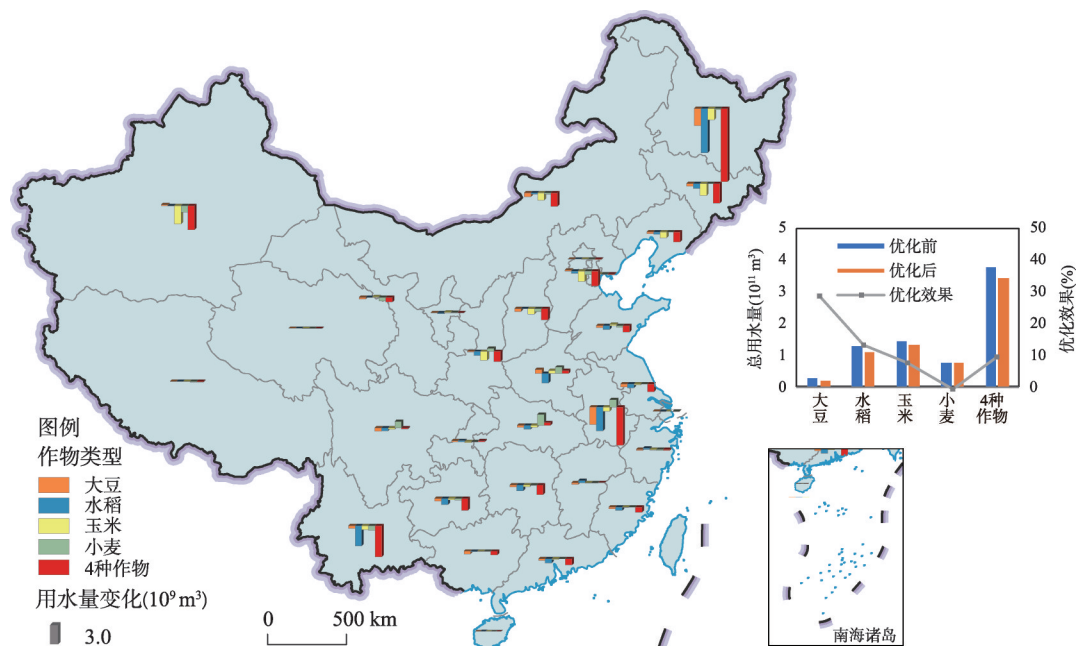 图例
作物类型
大豆
水稻
玉米
小麦
4种作物
用水量变化(10⁹ m³)
3.0
0 500 km
5
4
3
2
1
0
总用水量(10¹¹ m³)
优化前
优化后
优化效果
50
40
30
20
10
0
优化效果(%)
大豆
水稻
玉米
小麦
4种作物
南海诸岛